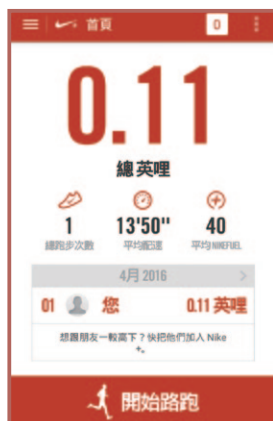 首頁
0
0.11
總英哩
1
13'50"
40
總跑步次數
平均配速
平均NIKEFUEL
4月 2016
01 您 0.11 英哩
想跟朋友一較高下？快把他們加入 Nike
+。
開始路跑